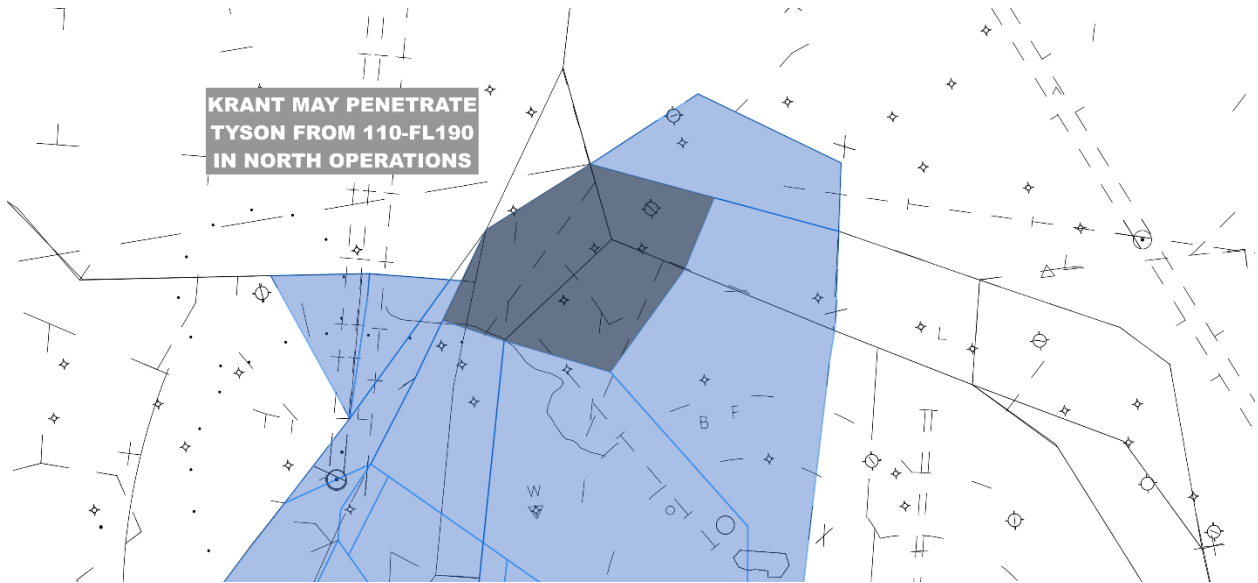 KRANT MAY PENETRATE
TYSON FROM 110-FL190
IN NORTH OPERATIONS
L
B F
W